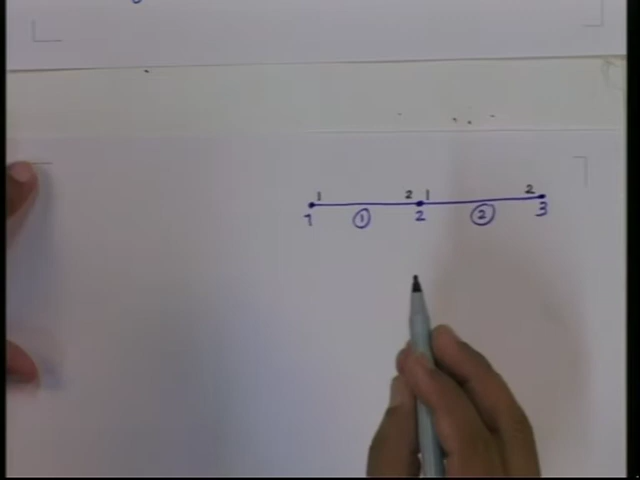 1 2 1 2
1 ① 2 ② 3